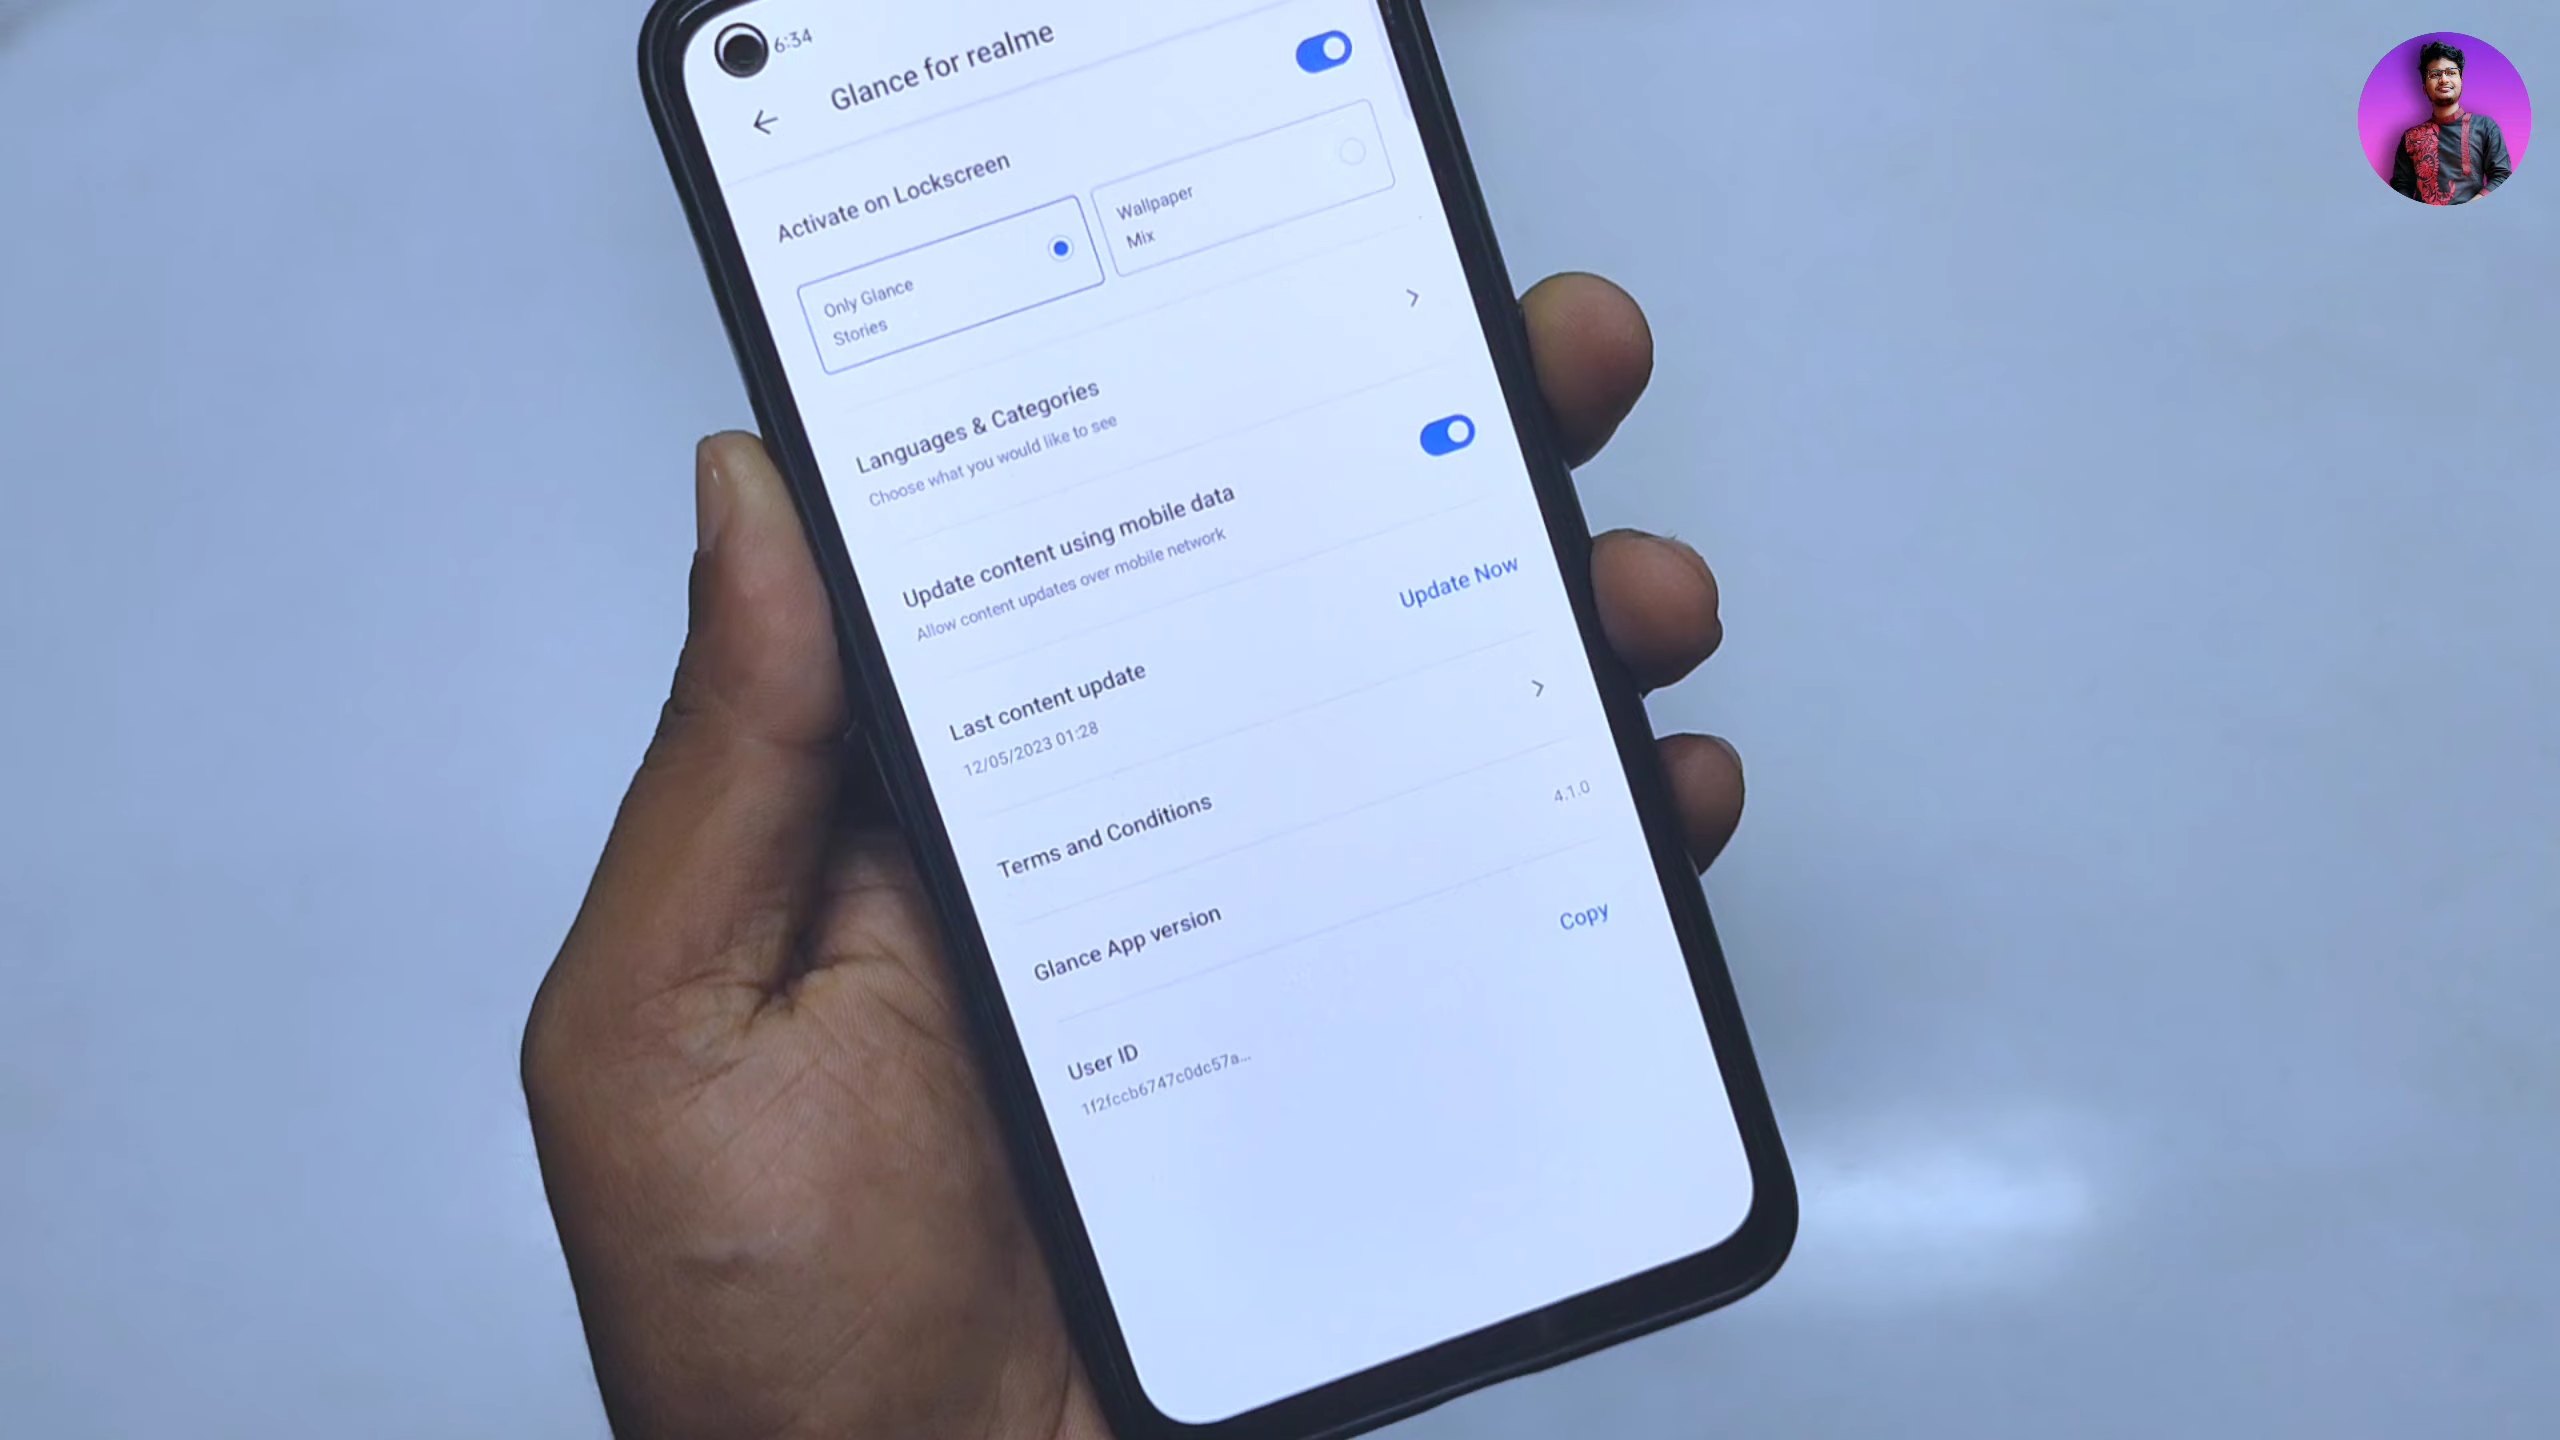 6:34
Glance for realme
Activate on Lockscreen
Only Glance
Stories
Wallpaper
Mix
Languages & Categories
Choose what you would like to see
Update content using mobile data
Allow content updates over mobile network
Last content update
12/05/2023 01:28
Update Now
Terms and Conditions
Glance App version
4.1.0
User ID
1f2fccb6747c0dc57a...
Copy